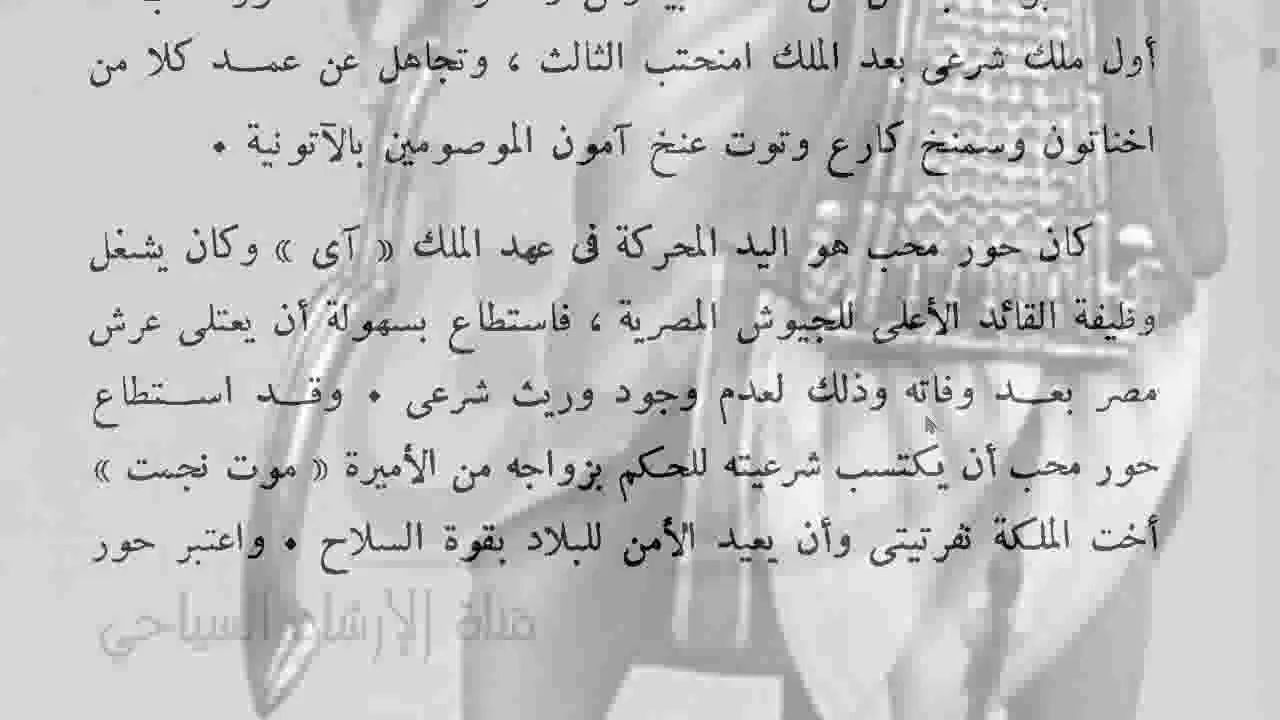 أول ملك شرعى بعد الملك امنحتب الثالث ، وتجاهل عن عمد كلا من
اخناتون وسمنخ كارع وتوت عنخ آمون الموصومين بالآتونية •
كان حور محب هو اليد المحركة فى عهد الملك « آى » وكان يشغل
وظيفة القائد الأعلى للجيوش المصرية ، فاستطاع بسهولة أن يعتلى عرش
مصر بعد وفاته وذلك لعدم وجود وريث شرعى • وقد استطاع
حور محب أن يكتسب شرعيته للحكم بزواجه من الأميرة « موت نجمت »
أخت الملكة نفرتيتى وأن يعيد الأمن للبلاد بقوة السلاح • واعتبر حور
قناة الإرشاد السياحي